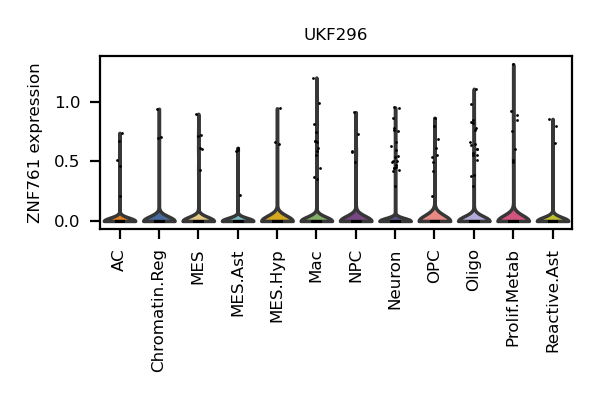 UKF296
ZNF761 expression
1.0
0.5
0.0
AC
Chromatin.Reg
MES
MES.Ast
MES.Hyp
Mac
NPC
Neuron
OPC
Oligo
Prolif.Metab
Reactive.Ast